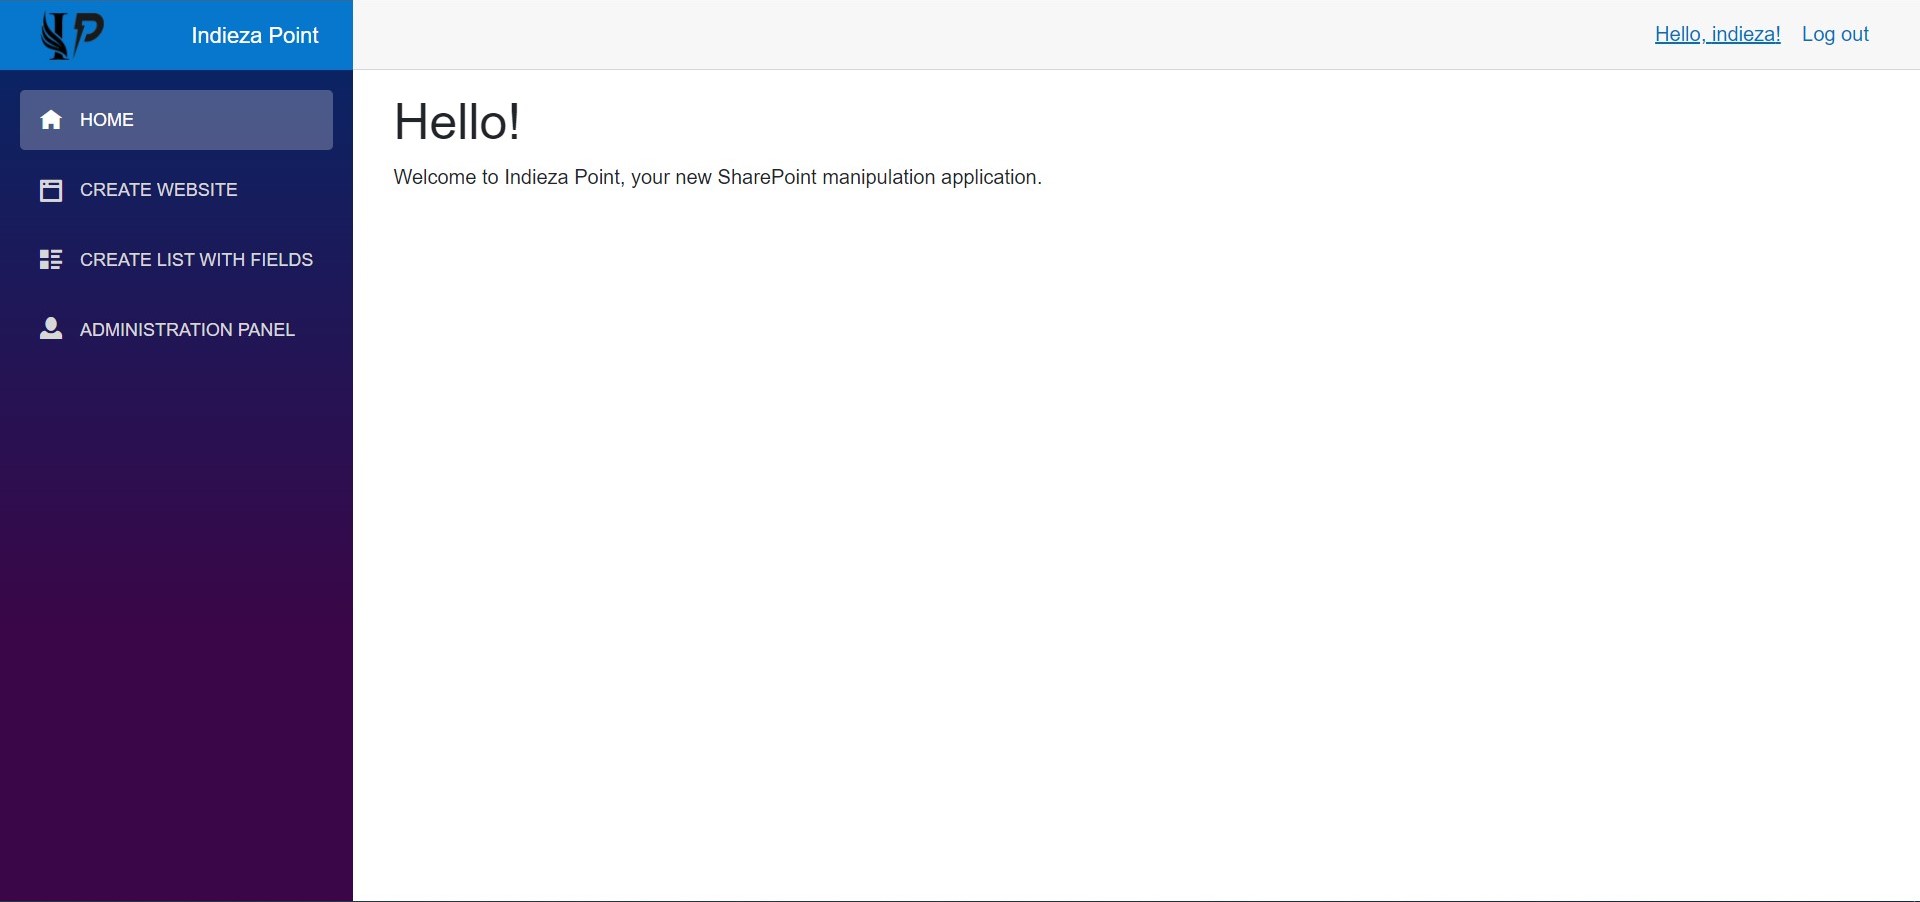 IP
Indieza Point
Hello, indieza!
Log out
HOME
CREATE WEBSITE
CREATE LIST WITH FIELDS
ADMINISTRATION PANEL
Hello!
Welcome to Indieza Point, your new SharePoint manipulation application.